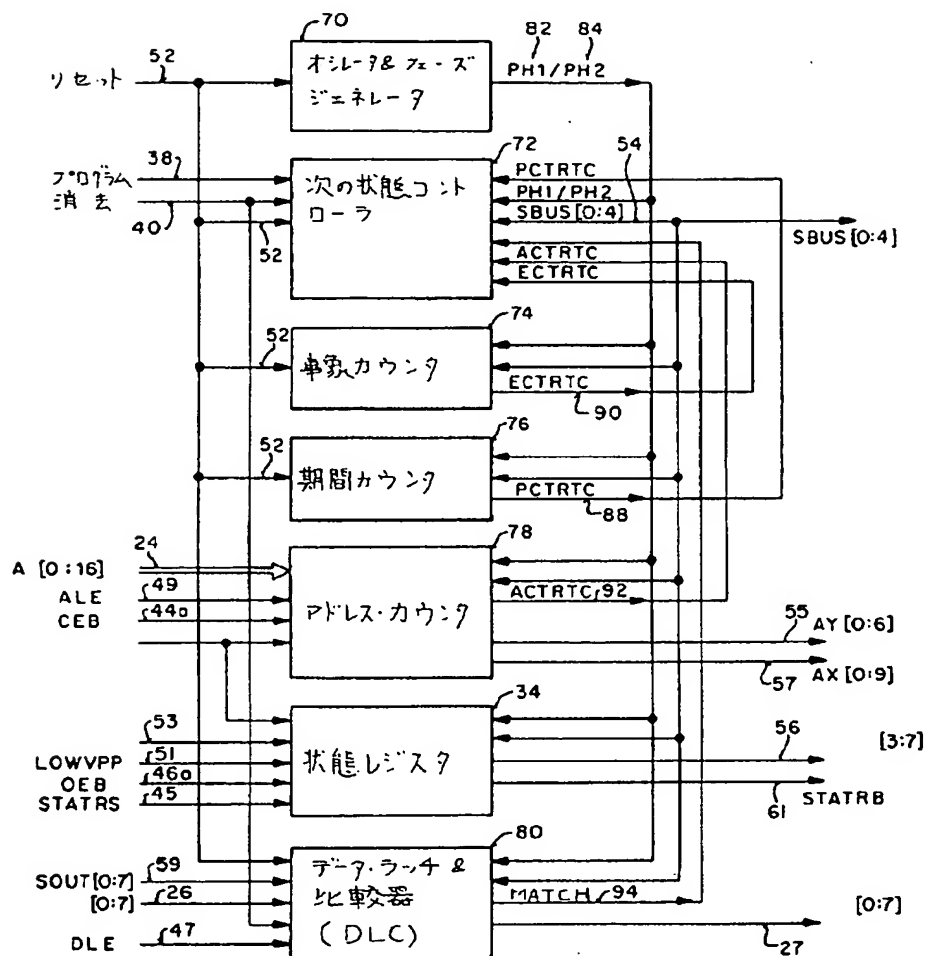 70
82 84
52
リセット
オシレータ& フェーズ
ジェネレータ
PH1/PH2
38
プログラム
消去
40
52
72
次の状態コント
ローラ
54
PCTRTC
PH1/PH2
SBUS[0:4]
SBUS[0:4]
ACTRTC
ECTRTC
74
52
事象カウンタ
ECTRTC
90
76
52
期間カウンタ
PCTRTC
88
78
24
A [0:16]
49
ALE
44a
CEB
アドレス・カウンタ
ACTRTC 92
55
AY[0:6]
57
AX[0:9]
34
53
51
LOWVPP
46a
OEB
45
STATRS
状態レジスタ
56
[3:7]
61
STATRB
80
59
SOUT[0:7]
26
[0:7]
47
DLE
データ・ラッチ &
比較器
(DLC)
MATCH 94
[0:7]
27